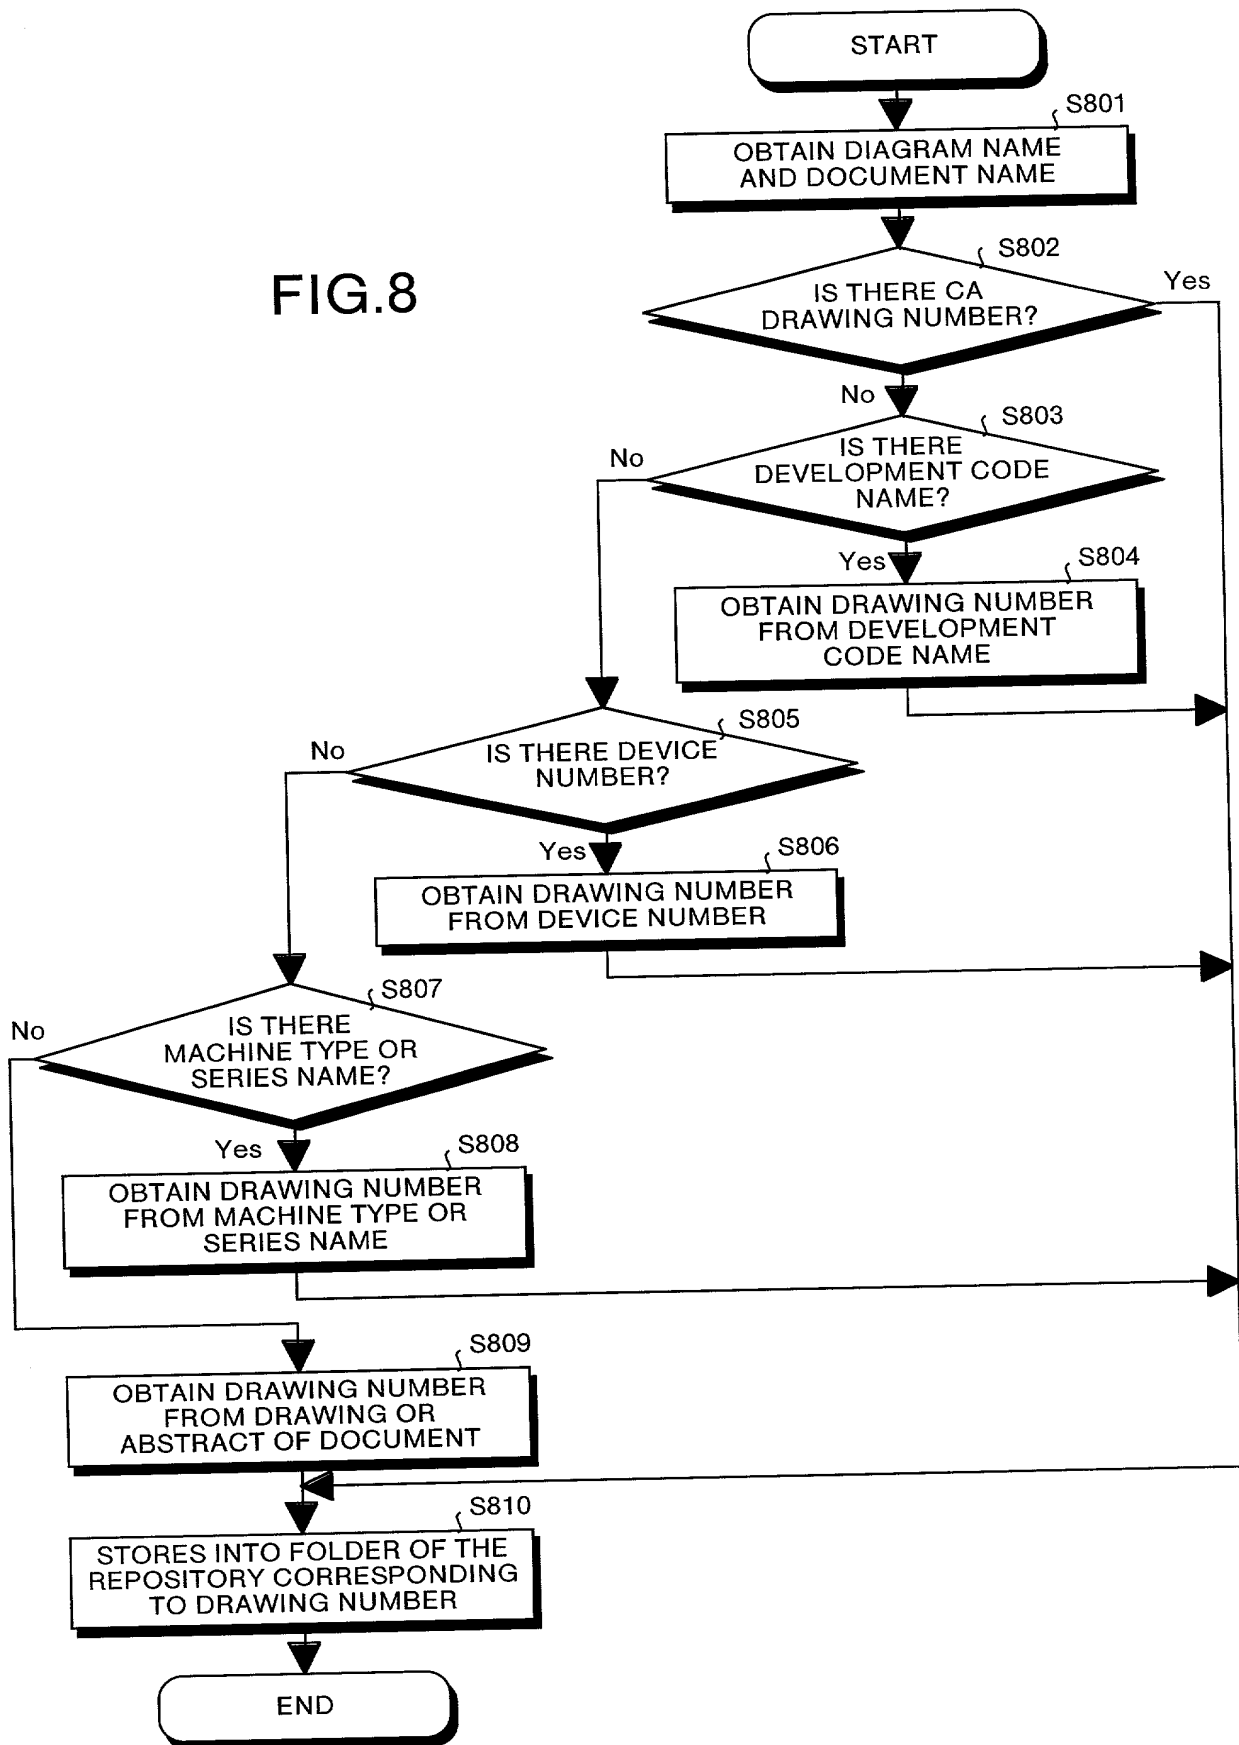 START
S801
OBTAIN DIAGRAM NAME
AND DOCUMENT NAME
FIG.8
S802
IS THERE CA
DRAWING NUMBER?
Yes
No
S803
IS THERE
DEVELOPMENT CODE
NAME?
No
Yes
S804
OBTAIN DRAWING NUMBER
FROM DEVELOPMENT
CODE NAME
S805
IS THERE DEVICE
NUMBER?
No
Yes
S806
OBTAIN DRAWING NUMBER
FROM DEVICE NUMBER
S807
IS THERE
MACHINE TYPE OR
SERIES NAME?
No
Yes
S808
OBTAIN DRAWING NUMBER
FROM MACHINE TYPE OR
SERIES NAME
S809
OBTAIN DRAWING NUMBER
FROM DRAWING OR
ABSTRACT OF DOCUMENT
S810
STORES INTO FOLDER OF THE
REPOSITORY CORRESPONDING
TO DRAWING NUMBER
END